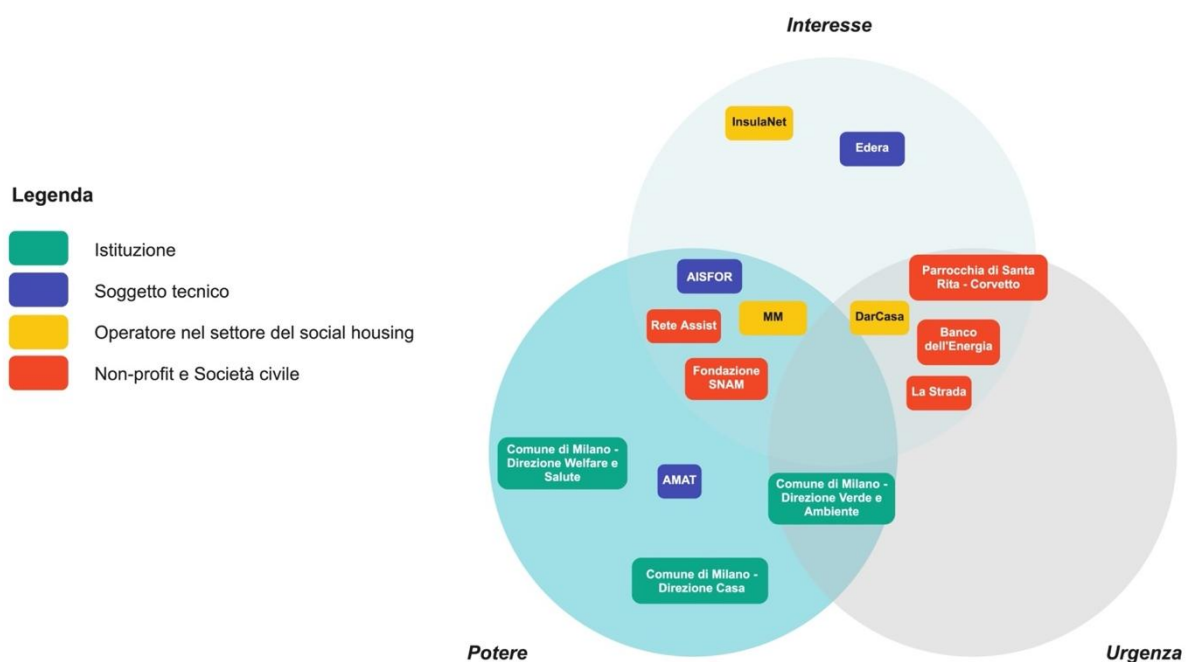 Interesse
InsulaNet
Edera
Legenda
Istituzione
Soggetto tecnico
Operatore nel settore del social housing
Non-profit e Società civile
Parrocchia di Santa
Rita - Corvetto
AISFOR
Rete Assist
MM
DarCasa
Banco
dell'Energia
Fondazione
SNAM
La Strada
Comune di Milano -
Direzione Welfare e
Salute
AMAT
Comune di Milano -
Direzione Verde e
Ambiente
Comune di Milano -
Direzione Casa
Potere
Urgenza